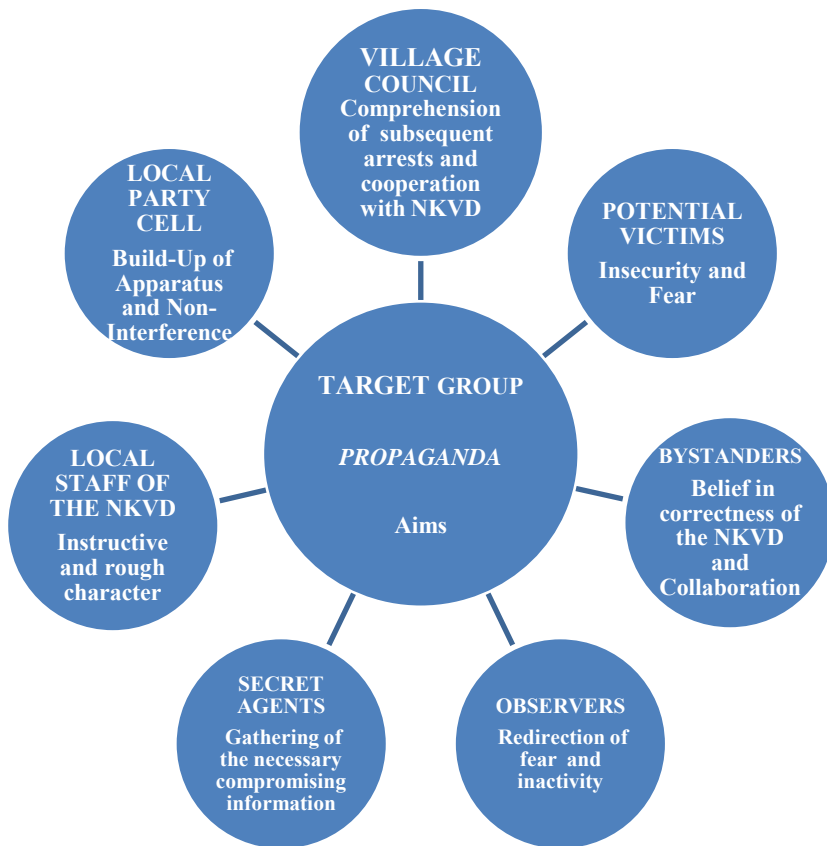 VILLAGE
COUNCIL
Comprehension
of subsequent
arrests and
cooperation
with NKVD
LOCAL
PARTY
CELL
Build-Up of
Apparatus
and Non-
Interference
POTENTIAL
VICTIMS
Insecurity and
Fear
TARGET GROUP
PROPAGANDA
Aims
LOCAL
STAFF OF
THE NKVD
Instructive
and rough
character
BYSTANDERS
Belief in
correctness of
the NKVD
and
Collaboration
SECRET
AGENTS
Gathering of
the necessary
compromising
information
OBSERVERS
Redirection of
fear and
inactivity